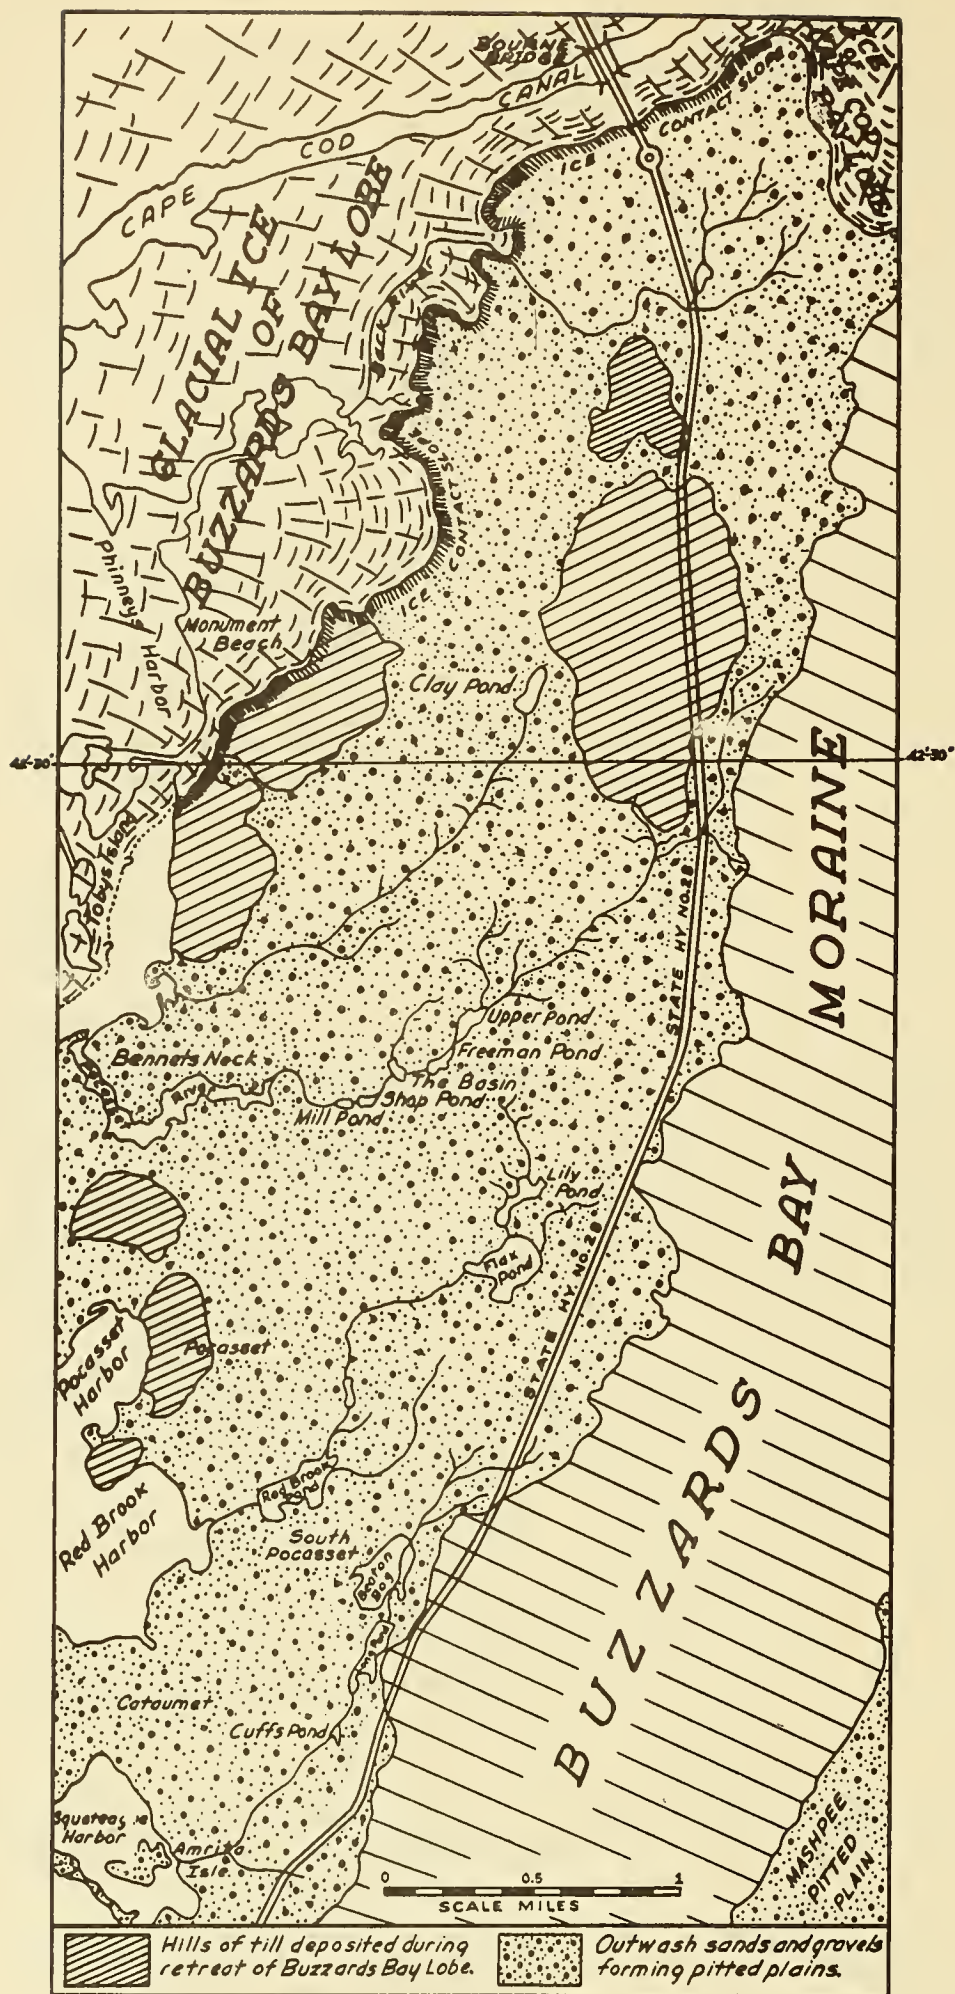 BOURNE
BRIDGE
CAPE COD CANAL
ICE CONTACT SLOPE
GLACIAL ICE
OF
BUZZARDS BAY LOBE
Back River
ICE CONTACT SLOPE
Phinneys Harbor
Monument
Beach
Clay Pond
42°-30'
Tobys Island
STATE HY NO. 28
MORAINE
Upper Pond
Bennets Neck
Freeman Pond
The Basin
River
Shop Pond
Mill Pond
Lily
Pond
BAY
Flax
Pond
STATE HY NO. 28
Pocasset
Harbor
Pocasset
BUZZARDS
Red Brook
Pond
Red Brook
Harbor
South
Pocasset
Long Pond
Cataumet
Cuffs Pond
Harbor
Amrita
Isle
MASHPEE
PITTED
PLAIN
0 0.5 1
SCALE MILES
Hills of till deposited during
retreat of Buzzards Bay Lobe.
Outwash sands and gravels
forming pitted plains.